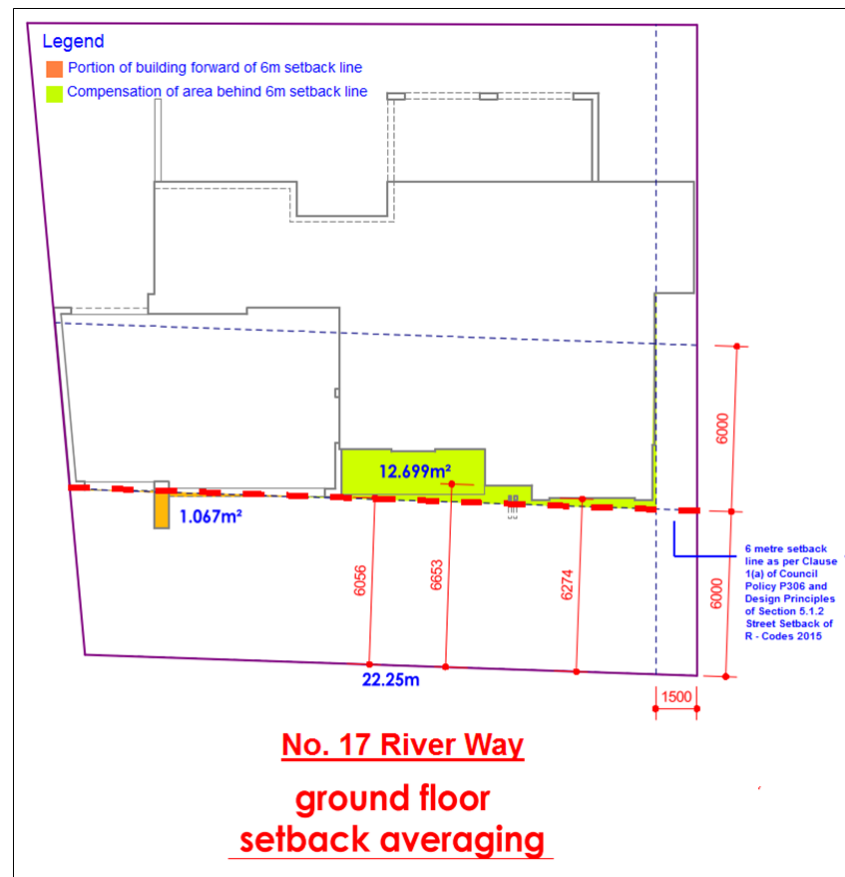 Legend
Portion of building forward of 6m setback line
Compensation of area behind 6m setback line
6000
12.699m²
1.067m²
6056
6653
6274
6000
6 metre setback
line as per Clause
1(a) of Council
Policy P306 and
Design Principles
of Section 5.1.2
Street Setback of
R - Codes 2015
22.25m
1500
No. 17 River Way
ground floor
setback averaging